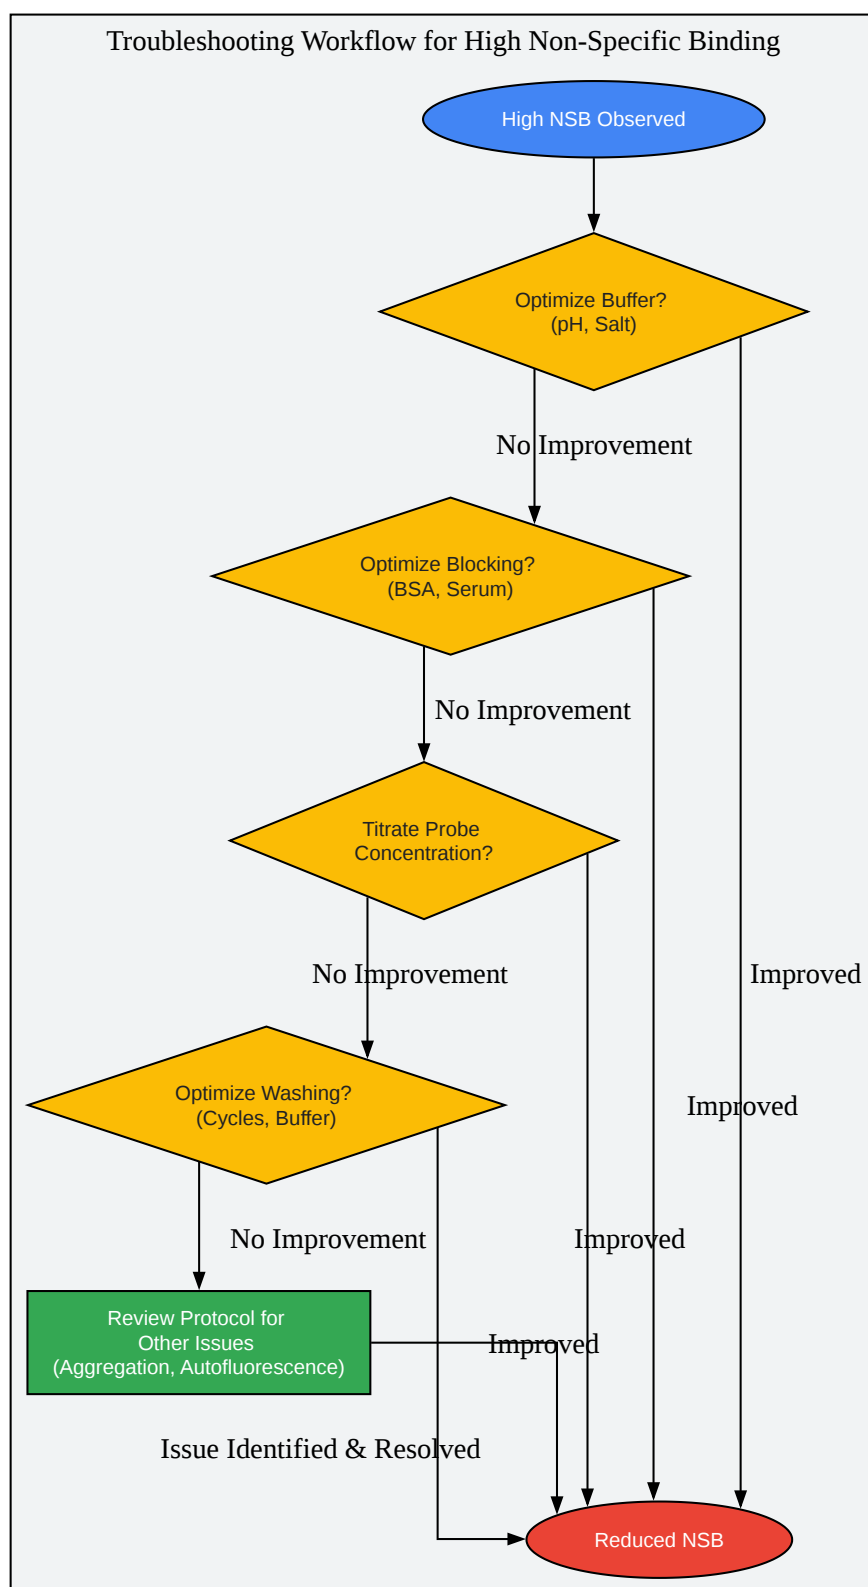 Troubleshooting Workflow for High Non-Specific Binding
High NSB Observed
Optimize Buffer?
(pH, Salt)
No Improvement
Optimize Blocking?
(BSA, Serum)
No Improvement
Titrate Probe
Concentration?
No Improvement
Improved
Optimize Washing?
(Cycles, Buffer)
Improved
No Improvement
Improved
Review Protocol for
Other Issues
(Aggregation, Autofluorescence)
Improved
Issue Identified & Resolved
Reduced NSB